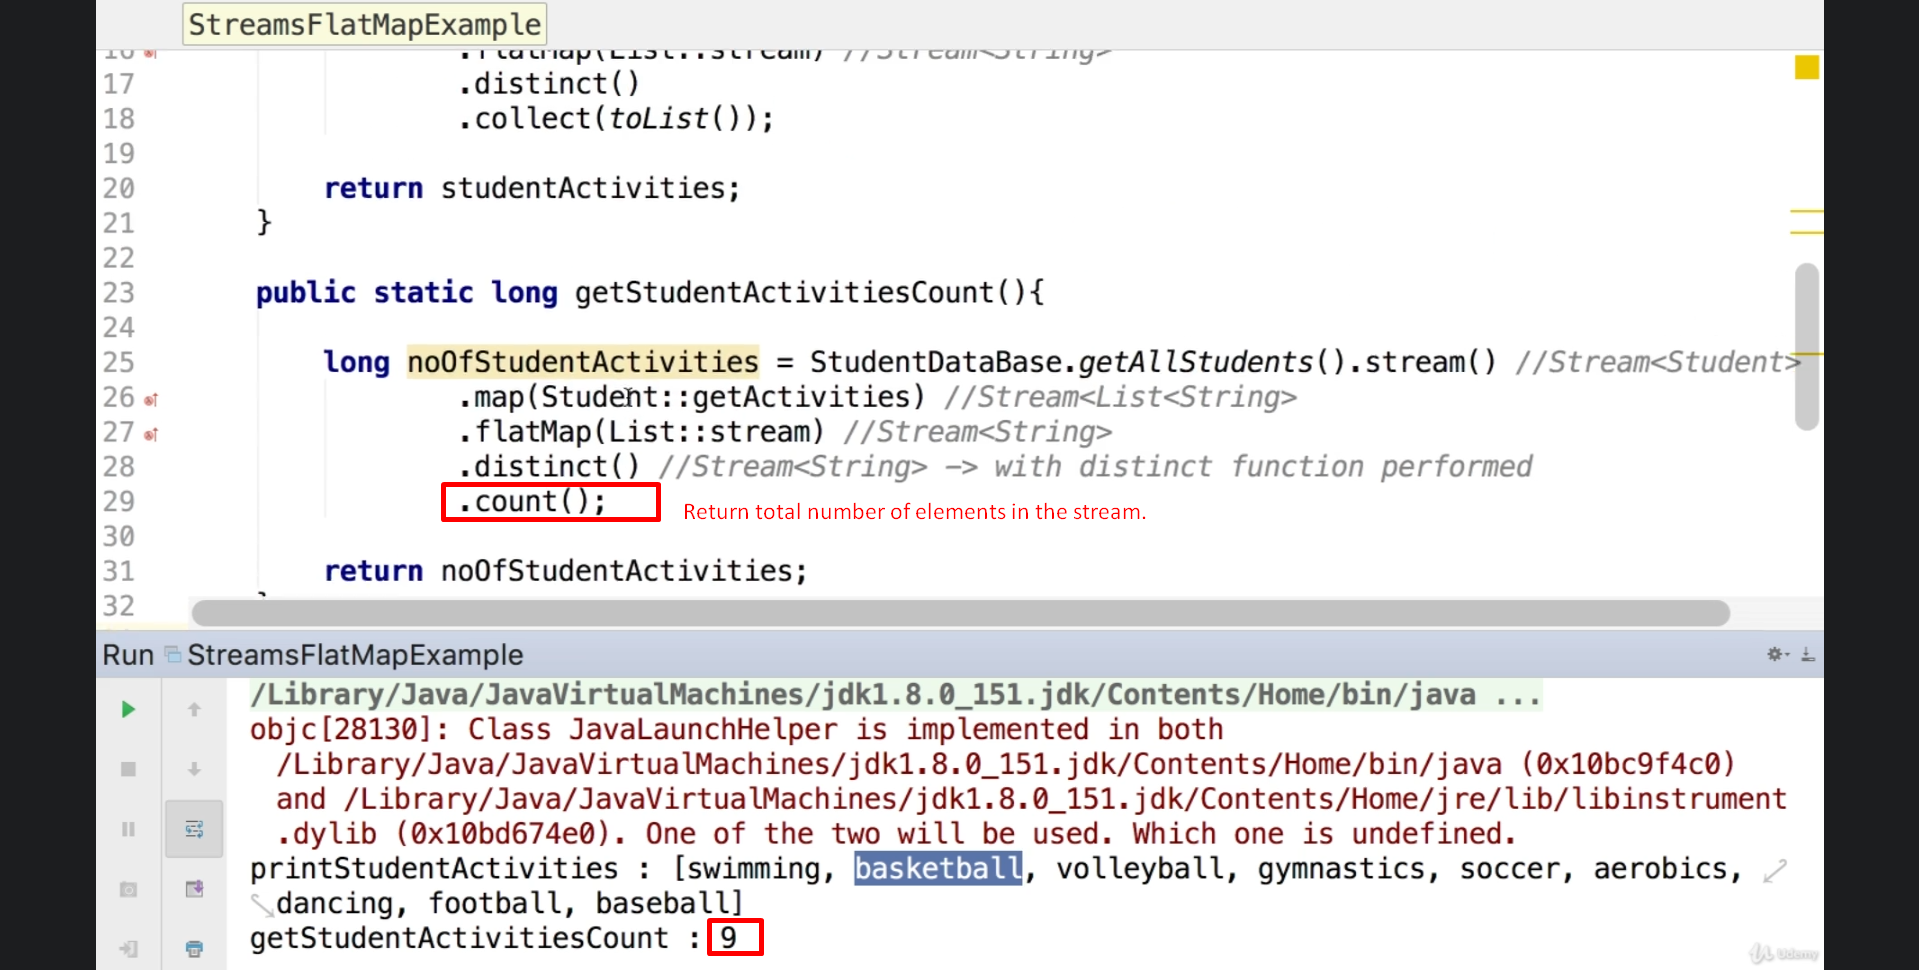 StreamsFlatMapExample
16 .flatMap(List::stream) //Stream<String>
17 .distinct()
18 .collect(toList());
19
20 return studentActivities;
21 }
22
23 public static long getStudentActivitiesCount(){
24
25 long noOfStudentActivities = StudentDataBase.getAllStudents().stream() //Stream<Student>
26 .map(Student::getActivities) //Stream<List<String>
27 .flatMap(List::stream) //Stream<String>
28 .distinct() //Stream<String> -> with distinct function performed
29 .count(); Return total number of elements in the stream.
30
31 return noOfStudentActivities;
32
Run StreamsFlatMapExample
/Library/Java/JavaVirtualMachines/jdk1.8.0_151.jdk/Contents/Home/bin/java ...
objc[28130]: Class JavaLaunchHelper is implemented in both
/Library/Java/JavaVirtualMachines/jdk1.8.0_151.jdk/Contents/Home/bin/java (0x10bc9f4c0)
and /Library/Java/JavaVirtualMachines/jdk1.8.0_151.jdk/Contents/Home/jre/lib/libinstrument
.dylib (0x10bd674e0). One of the two will be used. Which one is undefined.
printStudentActivities : [swimming, basketball, volleyball, gymnastics, soccer, aerobics,
dancing, football, baseball]
getStudentActivitiesCount : 9
Udemy